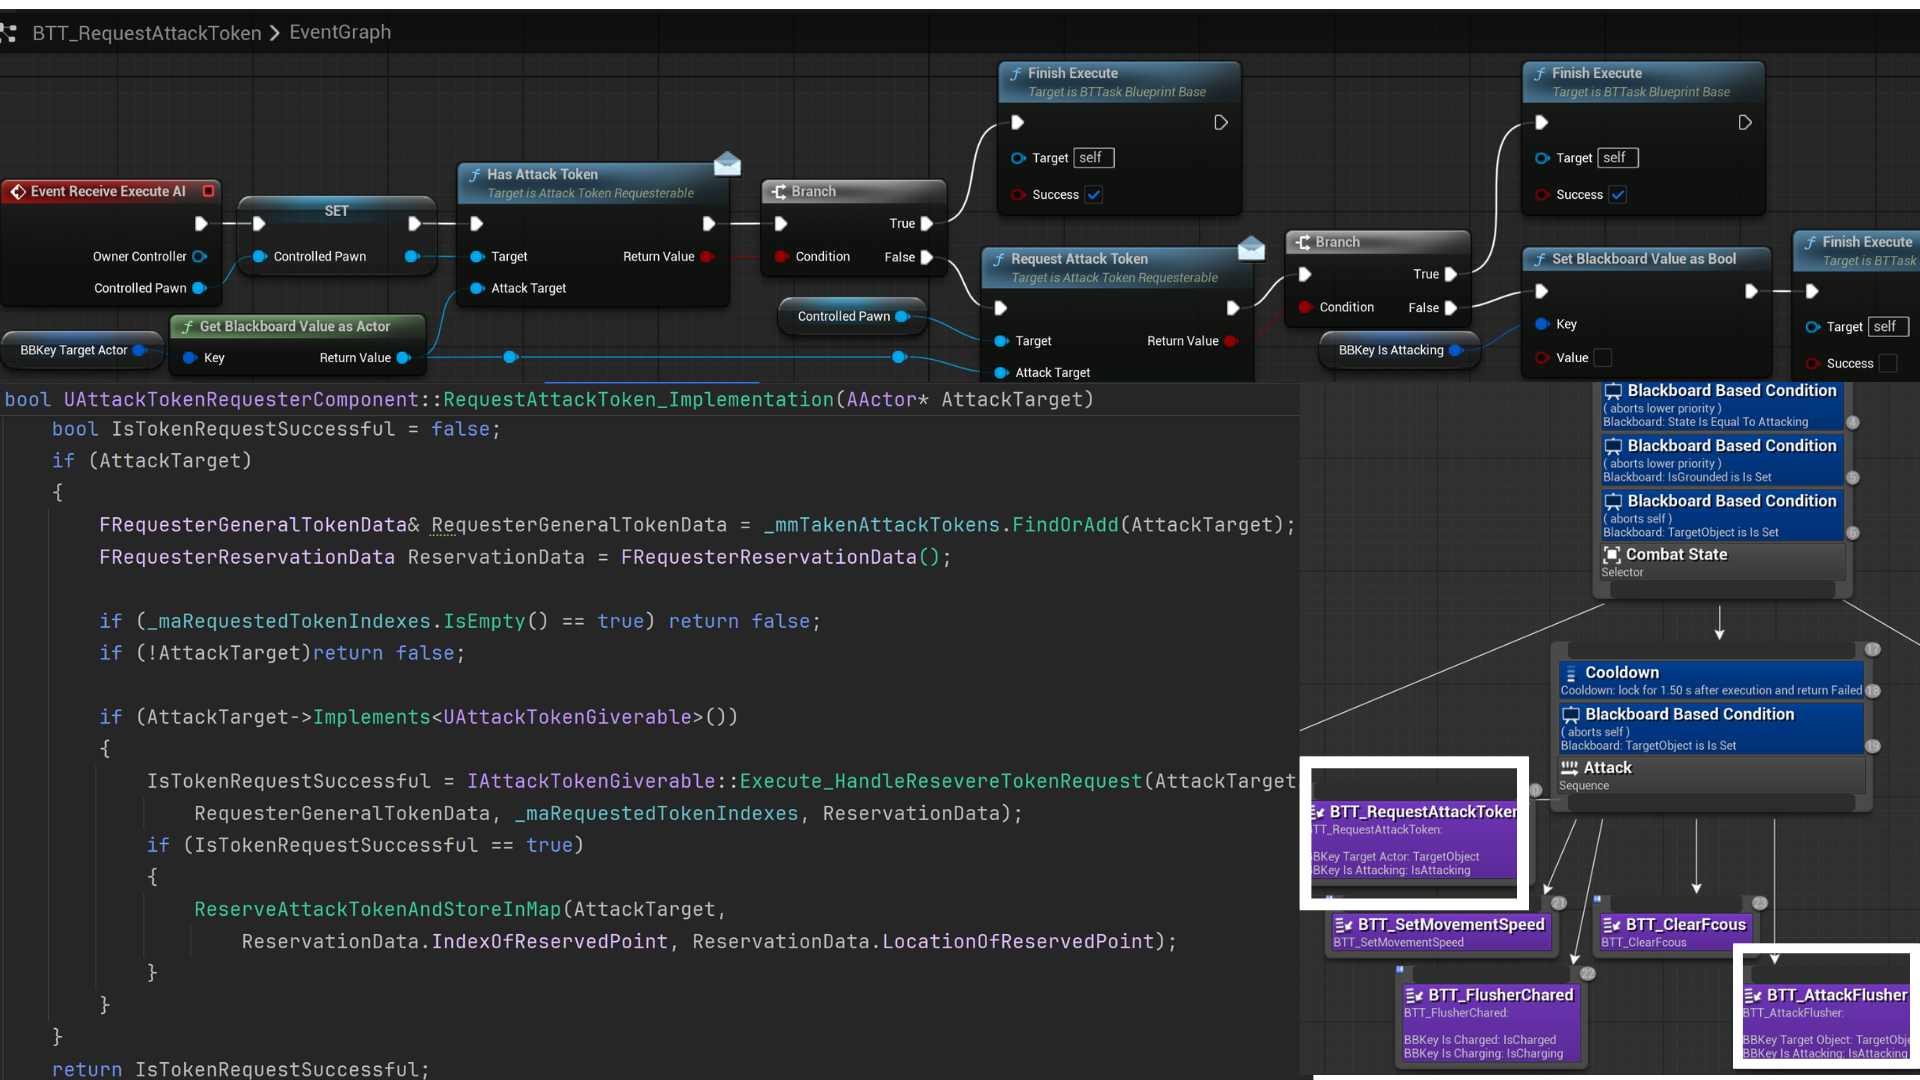 BTT_RequestAttackToken > EventGraph
Event Receive Execute AI
Owner Controller
Controlled Pawn
SET
Controlled Pawn
BBKey Target Actor
Get Blackboard Value as Actor
Key Return Value
Has Attack Token
Target is Attack Token Requesterable
Target Return Value
Attack Target
Branch
True
Condition False
Controlled Pawn
Finish Execute
Target is BTTask Blueprint Base
Target self
Success
Request Attack Token
Target is Attack Token Requesterable
Target Return Value
Attack Target
Branch
True
Condition False
BBKey Is Attacking
Finish Execute
Target is BTTask Blueprint Base
Target self
Success
Set Blackboard Value as Bool
Key
Value
Finish Execute
Target is BTTask
Target self
Success
bool UAttackTokenRequesterComponent::RequestAttackToken_Implementation(AActor* AttackTarget)
bool IsTokenRequestSuccessful = false;
if (AttackTarget)
{
FRequesterGeneralTokenData& RequesterGeneralTokenData = _mmTakenAttackTokens.FindOrAdd(AttackTarget);
FRequesterReservationData ReservationData = FRequesterReservationData();
if (_maRequestedTokenIndexes.IsEmpty() == true) return false;
if (!AttackTarget)return false;
if (AttackTarget->Implements<UAttackTokenGiverable>())
{
IsTokenRequestSuccessful = IAttackTokenGiverable::Execute_HandleResevereTokenRequest(AttackTarget
RequesterGeneralTokenData, _maRequestedTokenIndexes, ReservationData);
if (IsTokenRequestSuccessful == true)
{
ReserveAttackTokenAndStoreInMap(AttackTarget,
ReservationData.IndexOfReservedPoint, ReservationData.LocationOfReservedPoint);
}
}
}
return IsTokenRequestSuccessful;
Blackboard Based Condition
( aborts lower priority )
Blackboard: State Is Equal To Attacking
4
Blackboard Based Condition
( aborts lower priority )
Blackboard: IsGrounded is Is Set
5
Blackboard Based Condition
( aborts self )
Blackboard: TargetObject is Is Set
6
Combat State
Selector
17
Cooldown
Cooldown: lock for 1.50 s after execution and return Failed
18
Blackboard Based Condition
( aborts self )
Blackboard: TargetObject is Is Set
19
Attack
Sequence
0
BTT_RequestAttackToken
TT_RequestAttackToken:
BKey Target Actor: TargetObject
BKey Is Attacking: IsAttacking
21
BTT_SetMovementSpeed
BTT_SetMovementSpeed
23
BTT_ClearFcous
BTT_ClearFcous
22
BTT_FlusherChared
BTT_FlusherChared:
BBKey Is Charged: IsCharged
BBKey Is Charging: IsCharging
BTT_AttackFlusher
BTT_AttackFlusher:
BBKey Target Object: TargetObje
BBKey Is Attacking: IsAttacking